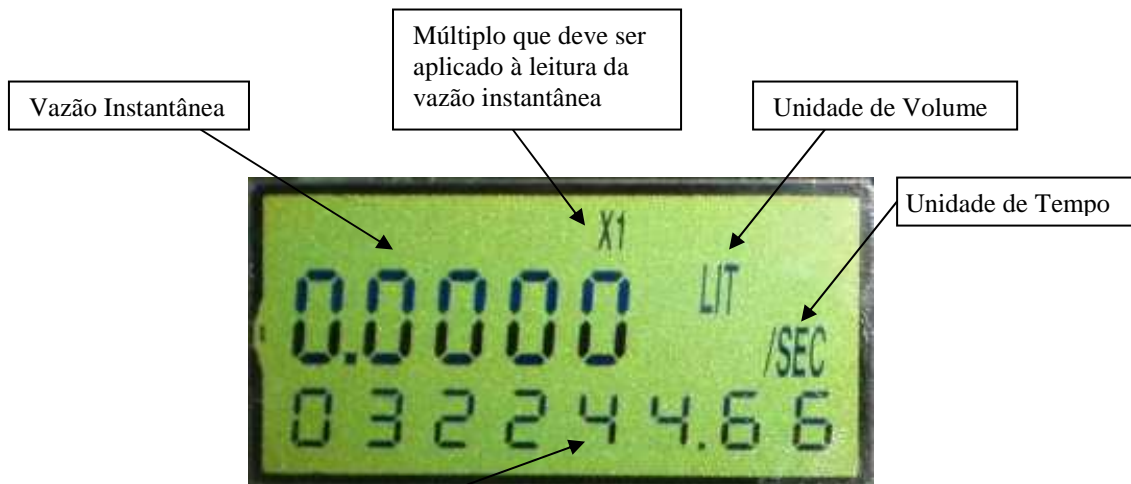 Múltiplo que deve ser
aplicado à leitura da
vazão instantânea
Vazão Instantânea
Unidade de Volume
Unidade de Tempo
X1
0.0000
LIT
/SEC
032244.66